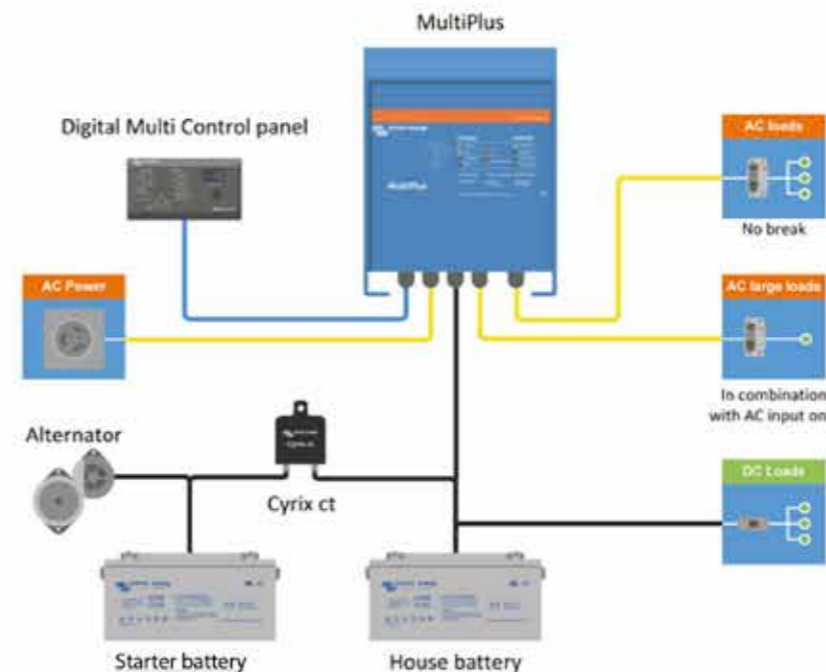 MultiPlus
Digital Multi Control panel
MultiPlus
AC loads
No break
AC Power
AC large loads
In combination
with AC input on
Alternator
Cyrix ct
DC Loads
Starter battery
House battery